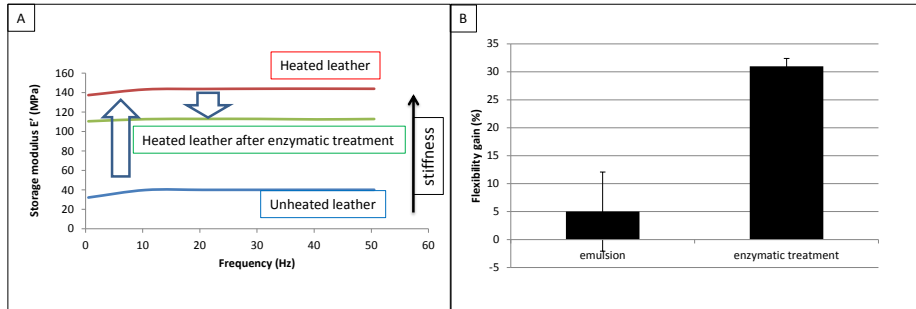 A
Storage modulus E' (MPa)
160
140
120
100
80
60
40
20
0
0
10
20
30
40
50
60
Frequency (Hz)
Heated leather
Heated leather after enzymatic treatment
Unheated leather
stiffness
B
Flexibility gain (%)
35
30
25
20
15
10
5
0
-5
emulsion
enzymatic treatment